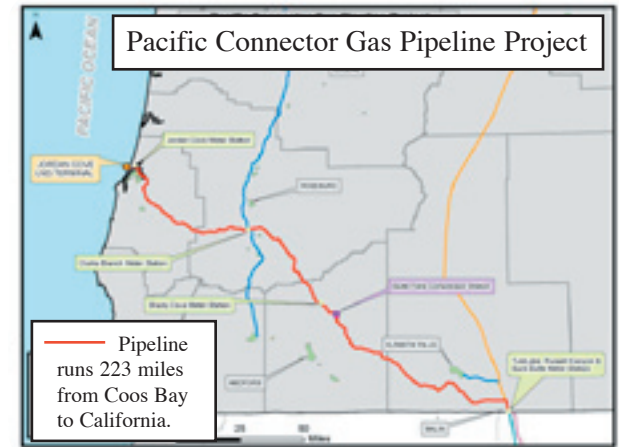 Pacific Connector Gas Pipeline Project
PACIFIC OCEAN
Jordan Cove Meter Station
JORDAN COVE
LNG TERMINAL
ROSEBURG
Clarks Branch Meter Station
Shady Cove Meter Station
KLAMATH FALLS
MEDFORD
MALIN
Pipeline
runs 223 miles
from Coos Bay
to California.
25
50
Miles